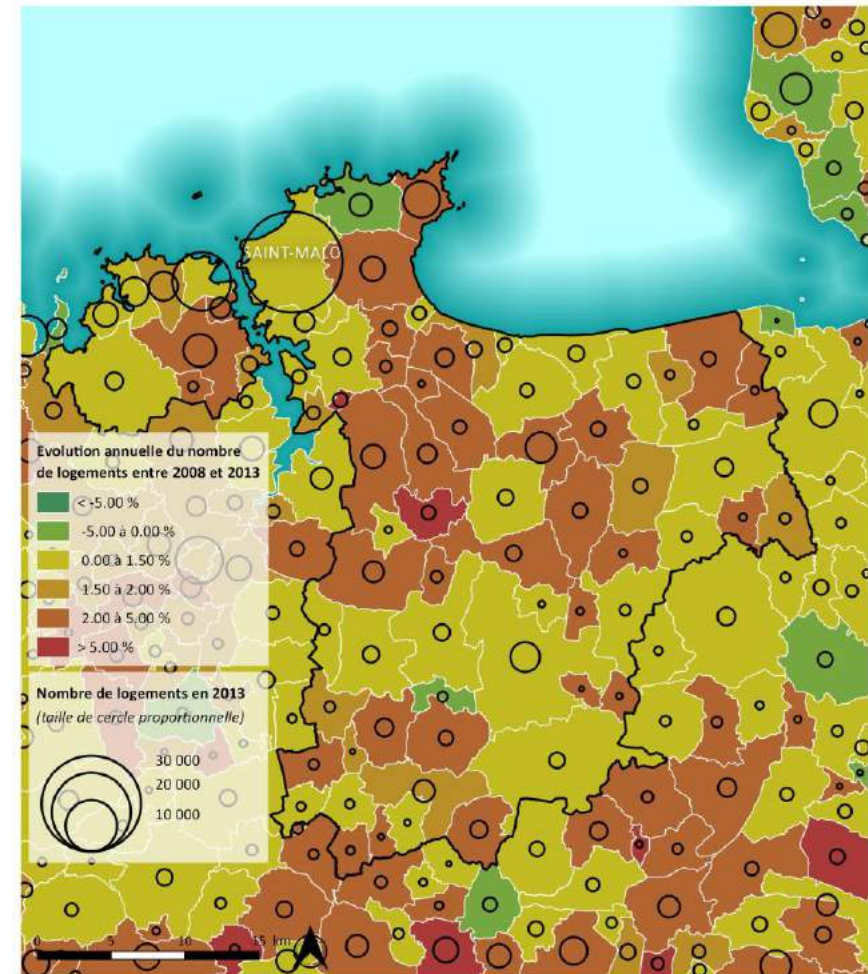 SAINT-MALO
Evolution annuelle du nombre
de logements entre 2008 et 2013
< -5.00 %
-5.00 à 0.00 %
0.00 à 1.50 %
1.50 à 2.00 %
2.00 à 5.00 %
> 5.00 %
Nombre de logements en 2013
(taille de cercle proportionnelle)
30 000
20 000
10 000
0 5 10 15 km